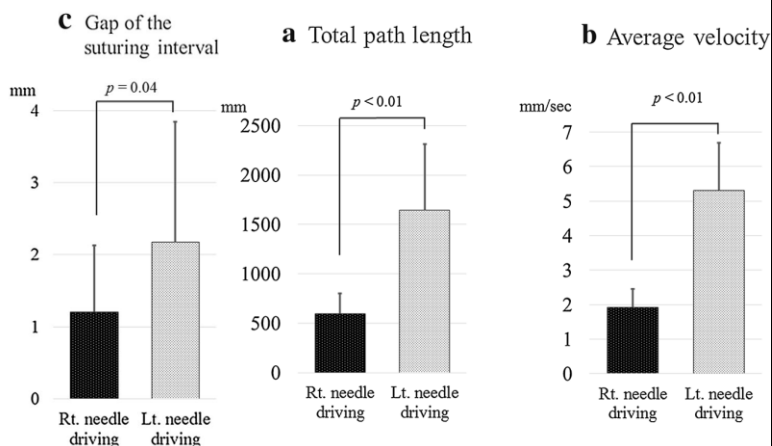 c Gap of the
suturing interval
mm
p = 0.04
4
3
2
1
0
Rt. needle
driving
Lt. needle
driving
a Total path length
mm
p < 0.01
2500
2000
1500
1000
500
0
Rt. needle
driving
Lt. needle
driving
b Average velocity
mm/sec
p < 0.01
7
6
5
4
3
2
1
0
Rt. needle
driving
Lt. needle
driving